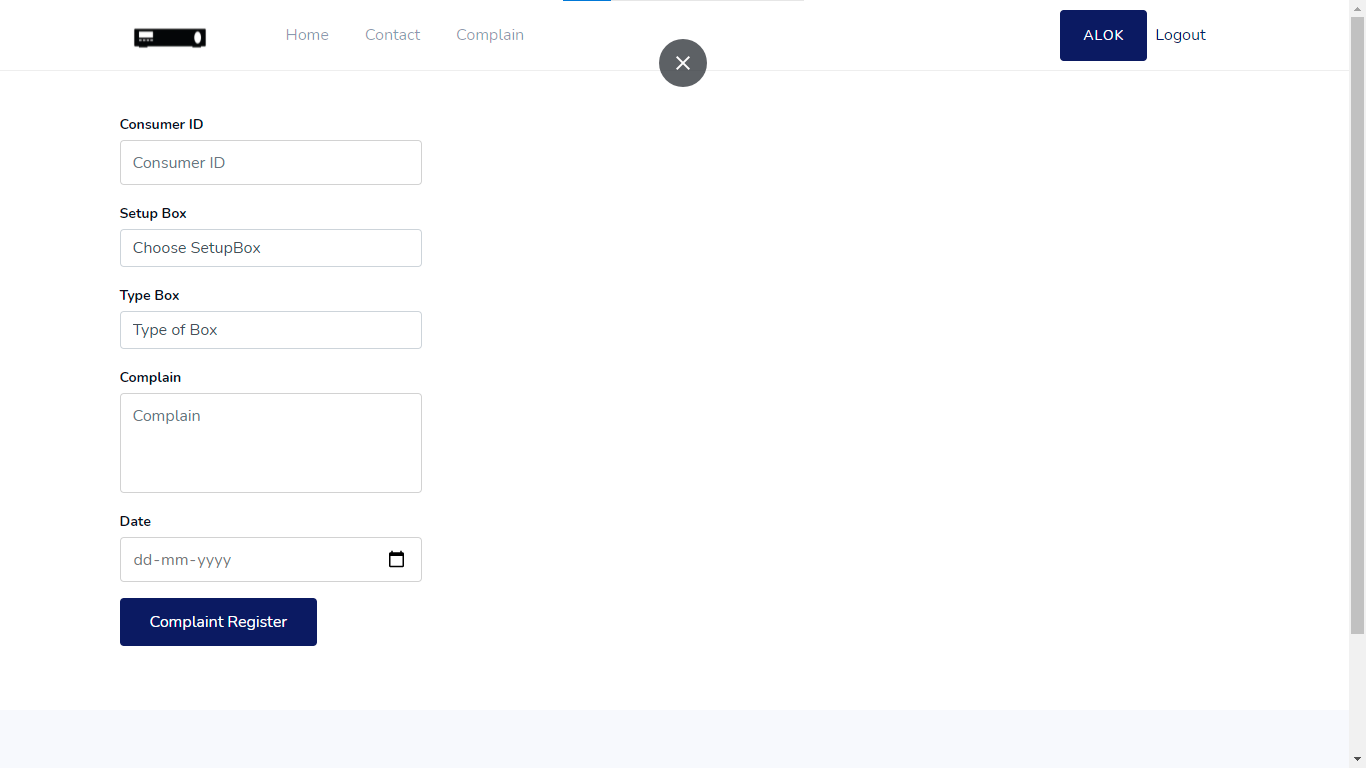 Home Contact Complain ALOK Logout
Consumer ID
Consumer ID
Setup Box
Choose SetupBox
Type Box
Type of Box
Complain
Complain
Date
dd-mm-yyyy
Complaint Register